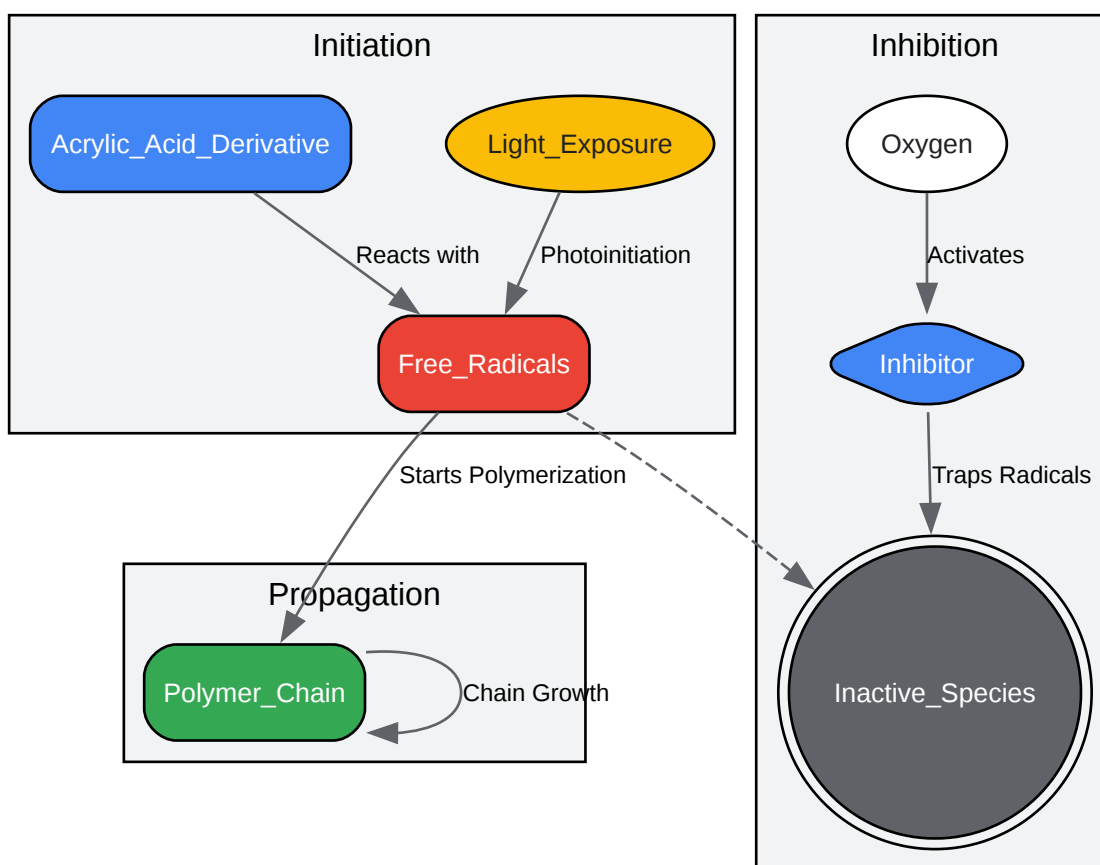 Initiation
Inhibition
Acrylic_Acid_Derivative
Light_Exposure
Oxygen
Reacts with
Photoinitiation
Activates
Free_Radicals
Inhibitor
Starts Polymerization
Traps Radicals
Propagation
Polymer_Chain
Chain Growth
Inactive_Species